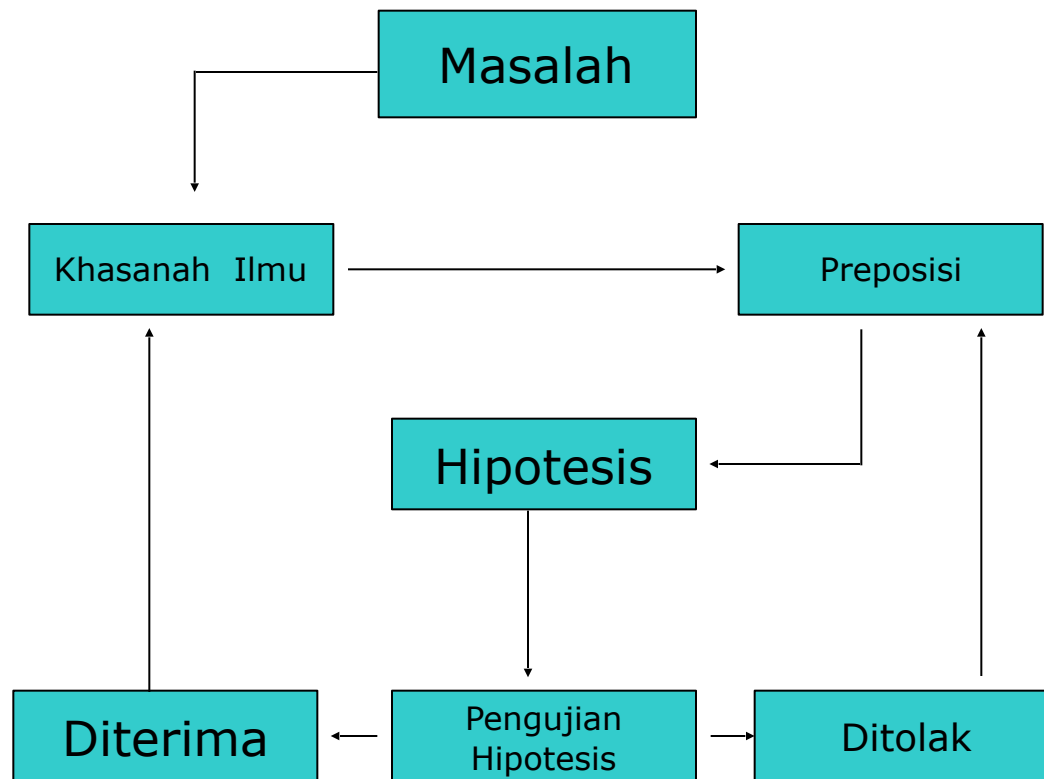 Masalah
Khasanah Ilmu
Preposisi
Hipotesis
Diterima
Pengujian
Hipotesis
Ditolak